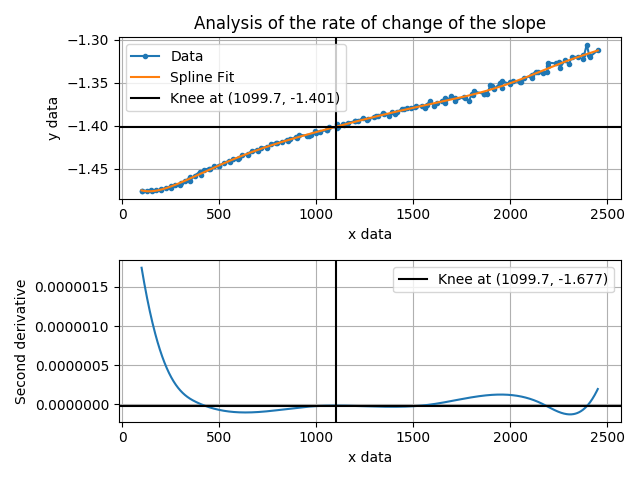 Analysis of the rate of change of the slope
−1.30
−1.35
−1.40
−1.45
y data
Data
Spline Fit
Knee at (1099.7, -1.401)
0 500 1000 1500 2000 2500
x data
0.0000015
0.0000010
0.0000005
0.0000000
Second derivative
Knee at (1099.7, -1.677)
0 500 1000 1500 2000 2500
x data